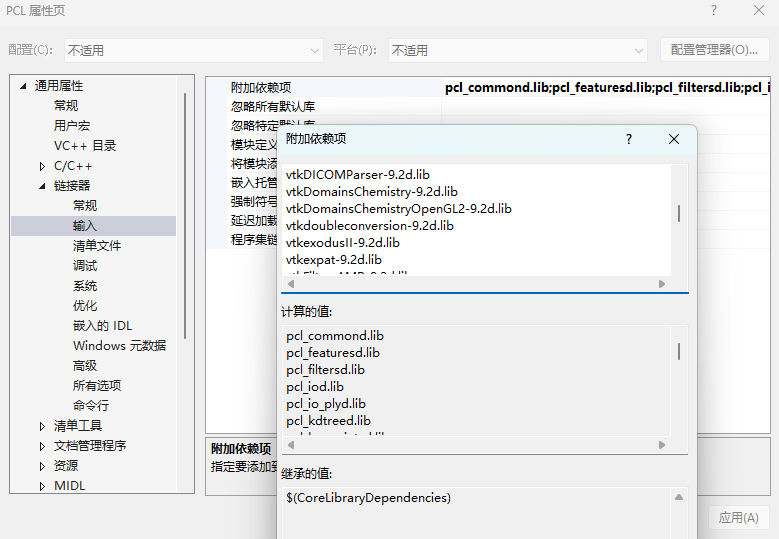 PCL 属性页
配置(C): 不适用 平台(P): 不适用 配置管理器(O)...
通用属性
常规
用户宏
VC++ 目录
C/C++
链接器
常规
输入
清单文件
调试
系统
优化
嵌入的 IDL
Windows 元数据
高级
所有选项
命令行
清单工具
文档管理程序
资源
MIDL
附加依赖项 pcl_commond.lib;pcl_featuresd.lib;pcl_filtersd.lib;pcl_i
忽略所有默认库
忽略特定默认库
模块定义
将模块添
嵌入托管
强制符号
延迟加载
程序集链
附加依赖项
指定要添加到
附加依赖项
vtkDICOMParser-9.2d.lib
vtkDomainsChemistry-9.2d.lib
vtkDomainsChemistryOpenGL2-9.2d.lib
vtkdoubleconversion-9.2d.lib
vtkexodusII-9.2d.lib
vtkexpat-9.2d.lib
计算的值:
pcl_commond.lib
pcl_featuresd.lib
pcl_filtersd.lib
pcl_iod.lib
pcl_io_plyd.lib
pcl_kdtreed.lib
继承的值:
$(CoreLibraryDependencies)
应用(A)